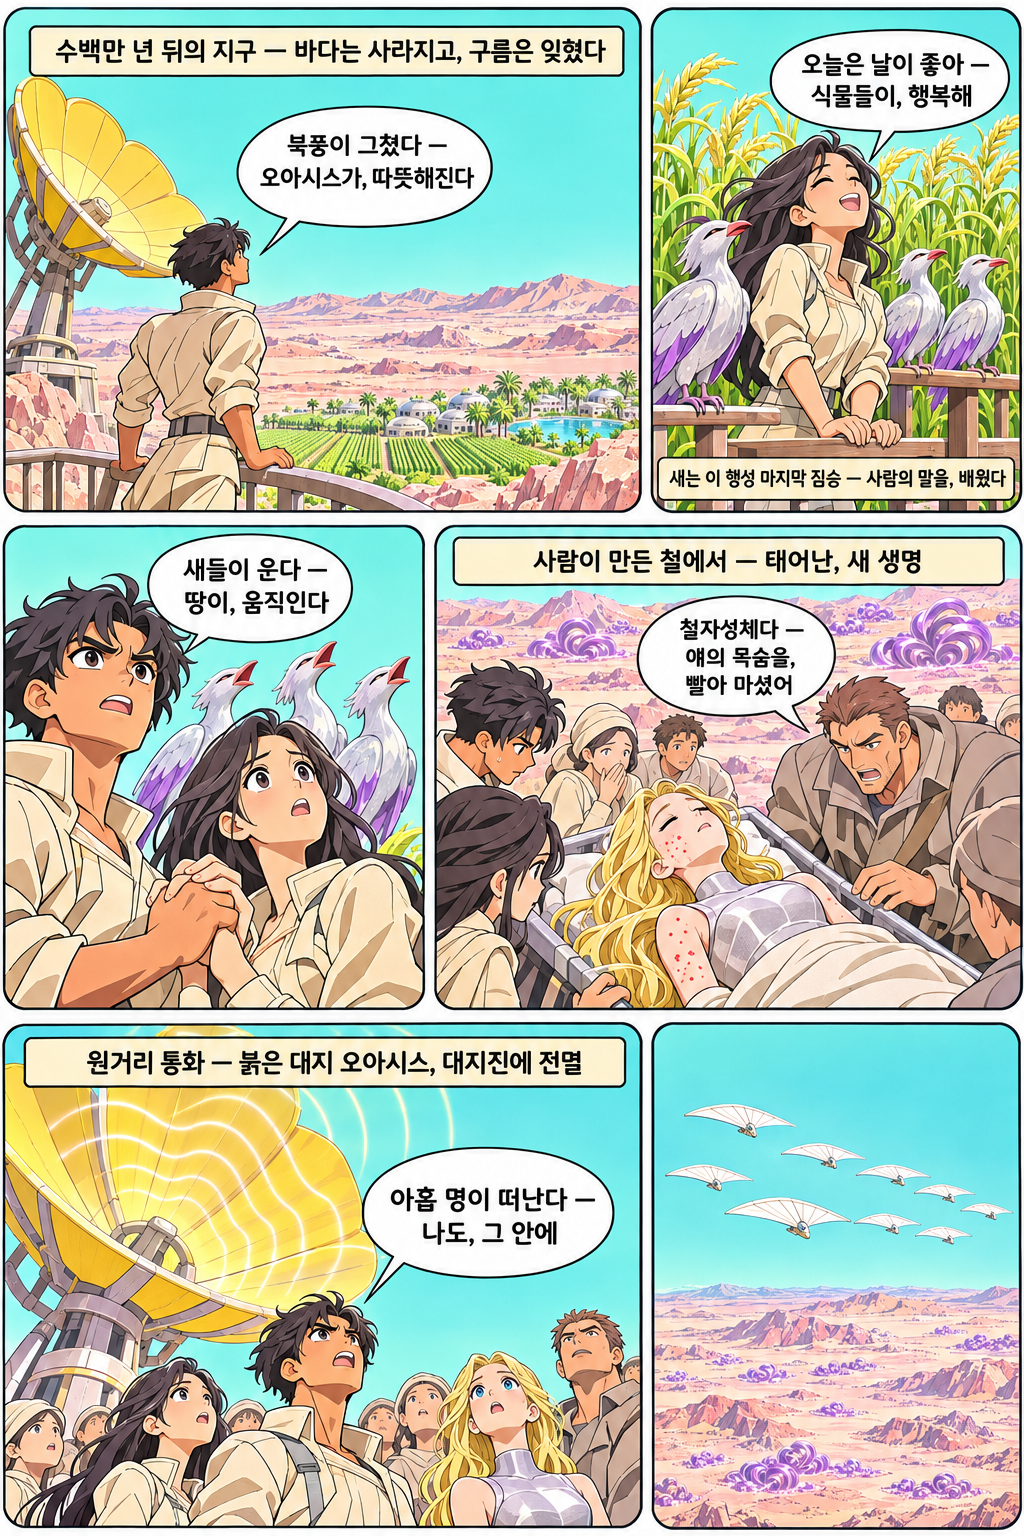 수백만 년 뒤의 지구 — 바다는 사라지고, 구름은 잊혔다
북풍이 그쳤다 —
오아시스가, 따뜻해진다
오늘은 날이 좋아 —
식물들이, 행복해
새는 이 행성 마지막 짐승 — 사람의 말을, 배웠다
새들이 운다 —
땅이, 움직인다
사람이 만든 철에서 — 태어난, 새 생명
철자성체다 —
얘의 목숨을,
빨아 마셨어
원거리 통화 — 붉은 대지 오아시스, 대지진에 전멸
아홉 명이 떠난다 —
나도, 그 안에